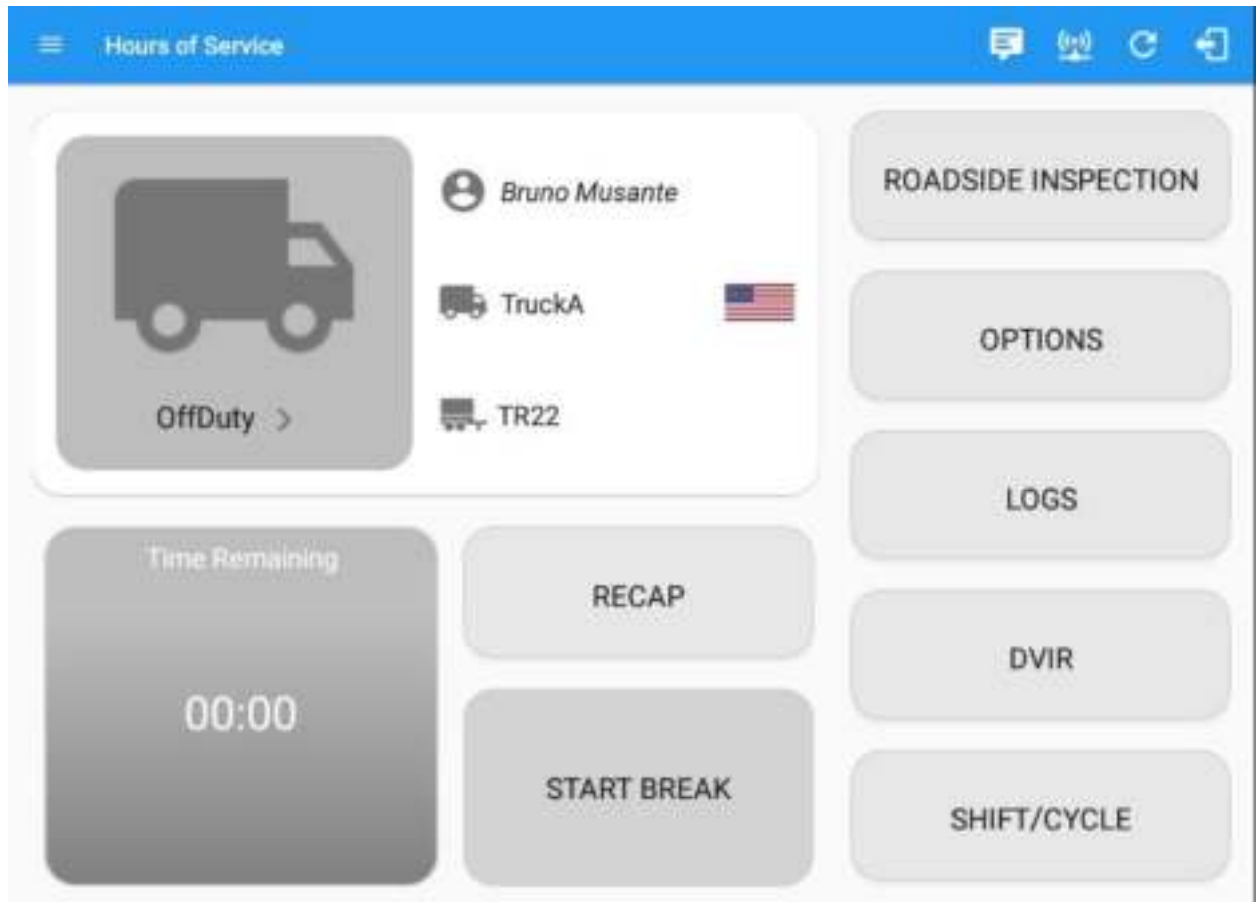 Hours of Service
Bruno Musante
TruckA
TR22
OffDuty >
Time Remaining
00:00
RECAP
START BREAK
ROADSIDE INSPECTION
OPTIONS
LOGS
DVIR
SHIFT/CYCLE